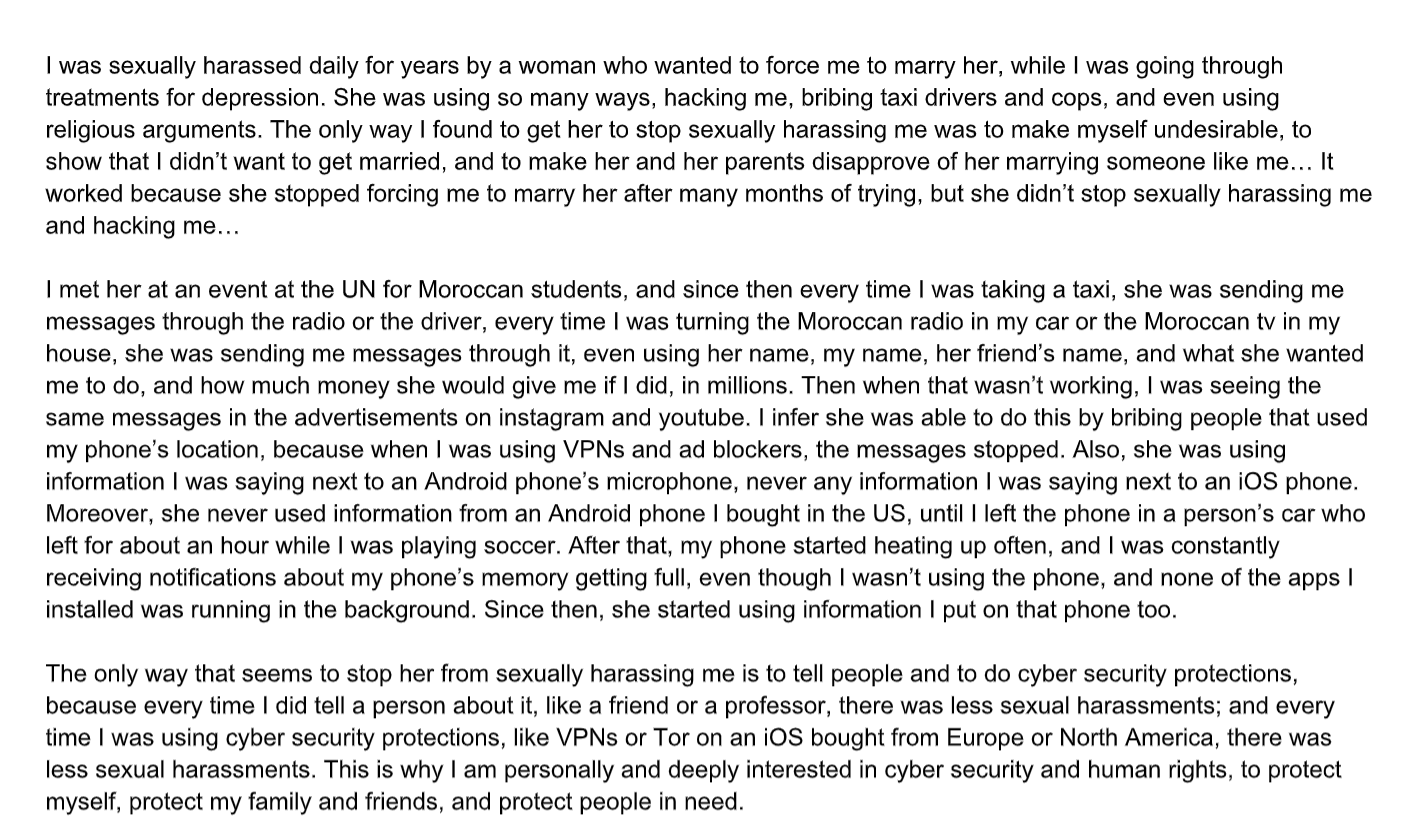 I was sexually harassed daily for years by a woman who wanted to force me to marry her, while I was going through
treatments for depression. She was using so many ways, hacking me, bribing taxi drivers and cops, and even using
religious arguments. The only way I found to get her to stop sexually harassing me was to make myself undesirable, to
show that I didn’t want to get married, and to make her and her parents disapprove of her marrying someone like me… It
worked because she stopped forcing me to marry her after many months of trying, but she didn’t stop sexually harassing me
and hacking me…
I met her at an event at the UN for Moroccan students, and since then every time I was taking a taxi, she was sending me
messages through the radio or the driver, every time I was turning the Moroccan radio in my car or the Moroccan tv in my
house, she was sending me messages through it, even using her name, my name, her friend’s name, and what she wanted
me to do, and how much money she would give me if I did, in millions. Then when that wasn’t working, I was seeing the
same messages in the advertisements on instagram and youtube. I infer she was able to do this by bribing people that used
my phone’s location, because when I was using VPNs and ad blockers, the messages stopped. Also, she was using
information I was saying next to an Android phone’s microphone, never any information I was saying next to an iOS phone.
Moreover, she never used information from an Android phone I bought in the US, until I left the phone in a person’s car who
left for about an hour while I was playing soccer. After that, my phone started heating up often, and I was constantly
receiving notifications about my phone’s memory getting full, even though I wasn’t using the phone, and none of the apps I
installed was running in the background. Since then, she started using information I put on that phone too.
The only way that seems to stop her from sexually harassing me is to tell people and to do cyber security protections,
because every time I did tell a person about it, like a friend or a professor, there was less sexual harassments; and every
time I was using cyber security protections, like VPNs or Tor on an iOS bought from Europe or North America, there was
less sexual harassments. This is why I am personally and deeply interested in cyber security and human rights, to protect
myself, protect my family and friends, and protect people in need.